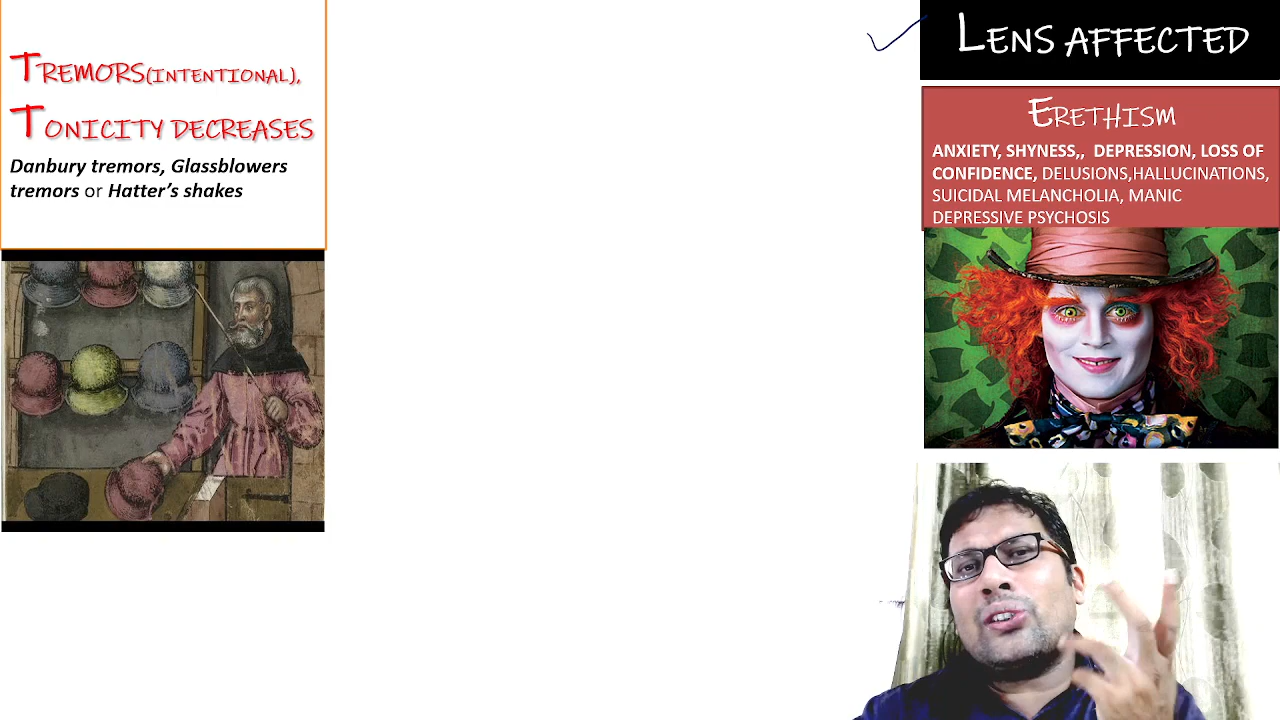 TREMORS(INTENTIONAL),
TONICITY DECREASES
Danbury tremors, Glassblowers
tremors or Hatter's shakes
LENS AFFECTED
ERETHISM
ANXIETY, SHYNESS,, DEPRESSION, LOSS OF
CONFIDENCE, DELUSIONS,HALLUCINATIONS,
SUICIDAL MELANCHOLIA, MANIC
DEPRESSIVE PSYCHOSIS